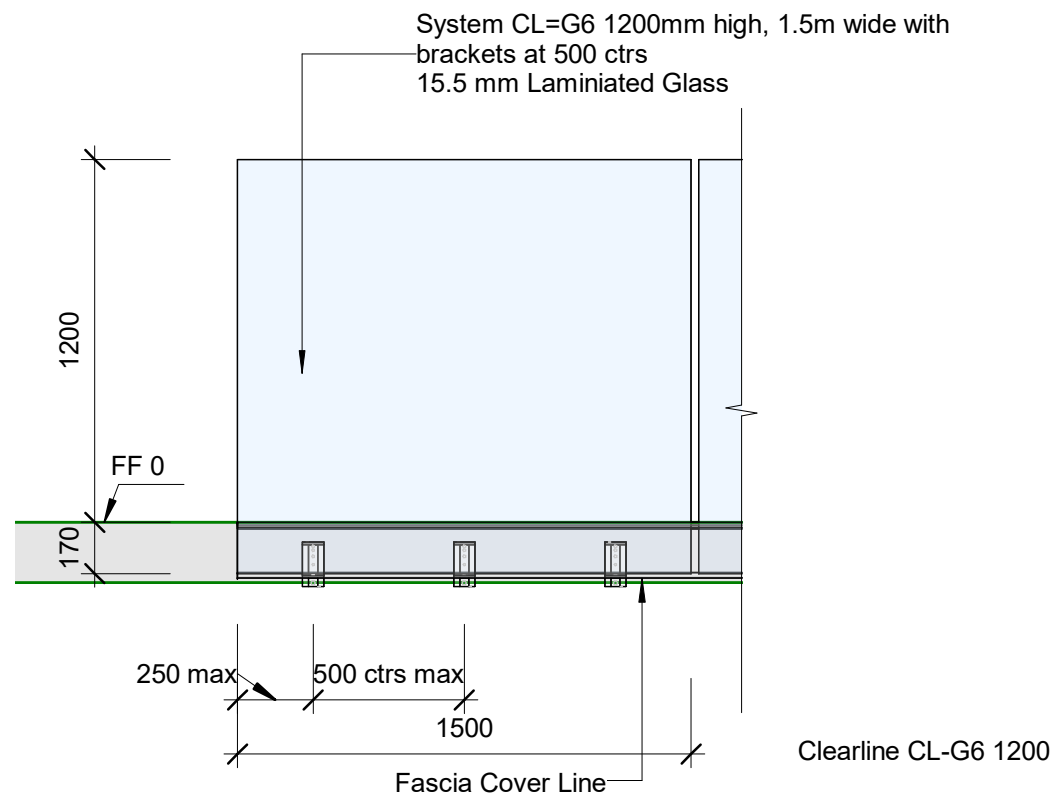 System CL=G6 1200mm high, 1.5m wide with
brackets at 500 ctrs
15.5 mm Laminiated Glass
1200
FF 0
170
250 max
500 ctrs max
1500
Clearline CL-G6 1200
Fascia Cover Line